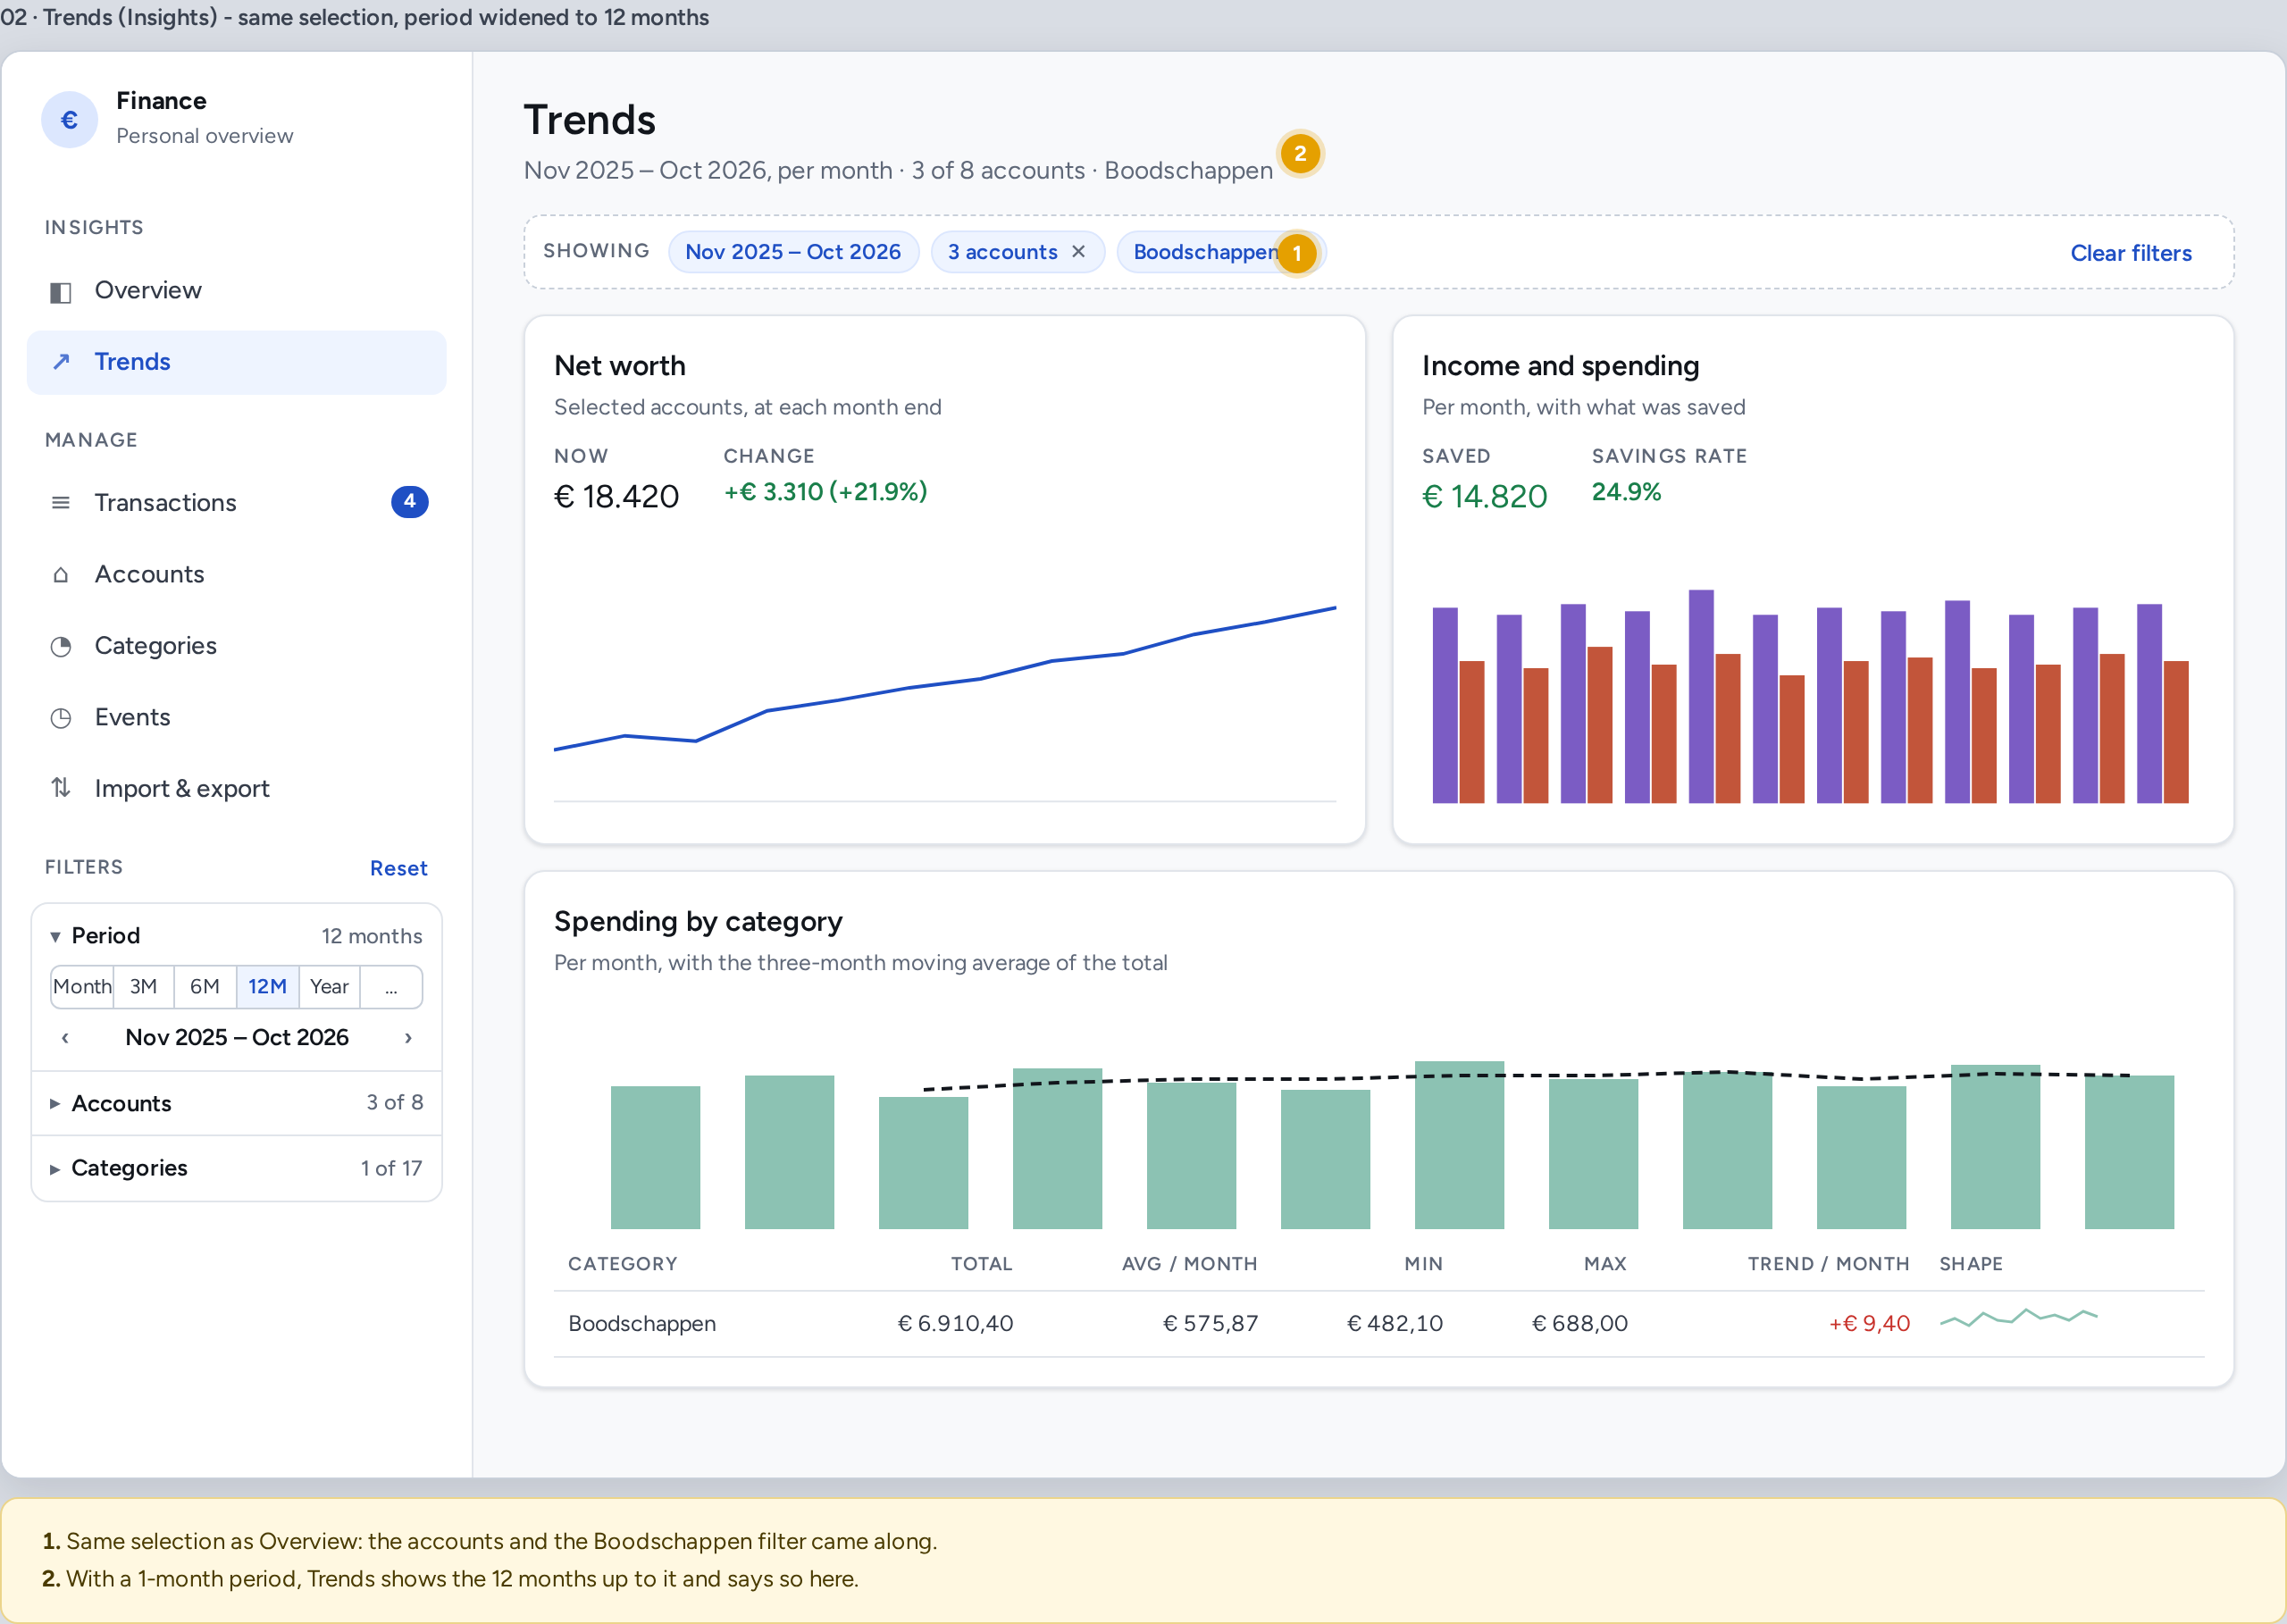 02 · Trends (Insights) - same selection, period widened to 12 months
€
Finance
Personal overview
INSIGHTS
Overview
Trends
MANAGE
Transactions
4
Accounts
Categories
Events
Import & export
FILTERS
Reset
Period
12 months
Month 3M 6M 12M Year ...
‹ Nov 2025 – Oct 2026 ›
Accounts
3 of 8
Categories
1 of 17
Trends
Nov 2025 – Oct 2026, per month · 3 of 8 accounts · Boodschappen
2
SHOWING
Nov 2025 – Oct 2026
3 accounts ✕
Boodschappen
1
Clear filters
Net worth
Selected accounts, at each month end
NOW CHANGE
€ 18.420 +€ 3.310 (+21.9%)
Income and spending
Per month, with what was saved
SAVED SAVINGS RATE
€ 14.820 24.9%
Spending by category
Per month, with the three-month moving average of the total
CATEGORY TOTAL AVG / MONTH MIN MAX TREND / MONTH SHAPE
Boodschappen € 6.910,40 € 575,87 € 482,10 € 688,00 +€ 9,40
1. Same selection as Overview: the accounts and the Boodschappen filter came along.
2. With a 1-month period, Trends shows the 12 months up to it and says so here.